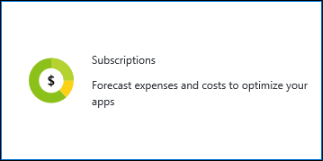 $
Subscriptions
Forecast expenses and costs to optimize your
apps